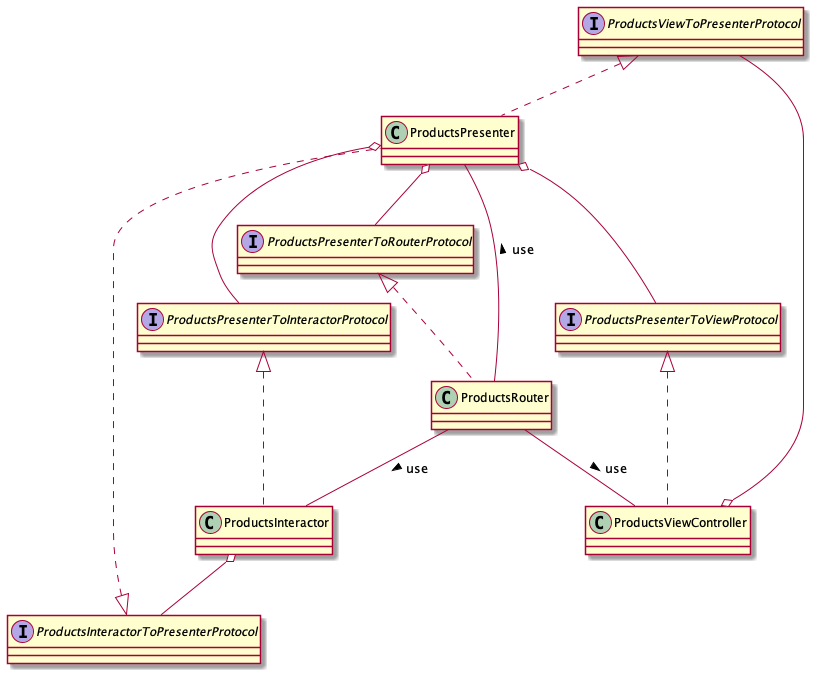 I ProductsViewToPresenterProtocol
C ProductsPresenter
I ProductsPresenterToRouterProtocol
use
I ProductsPresenterToInteractorProtocol
I ProductsPresenterToViewProtocol
C ProductsRouter
use
use
C ProductsInteractor
C ProductsViewController
I ProductsInteractorToPresenterProtocol